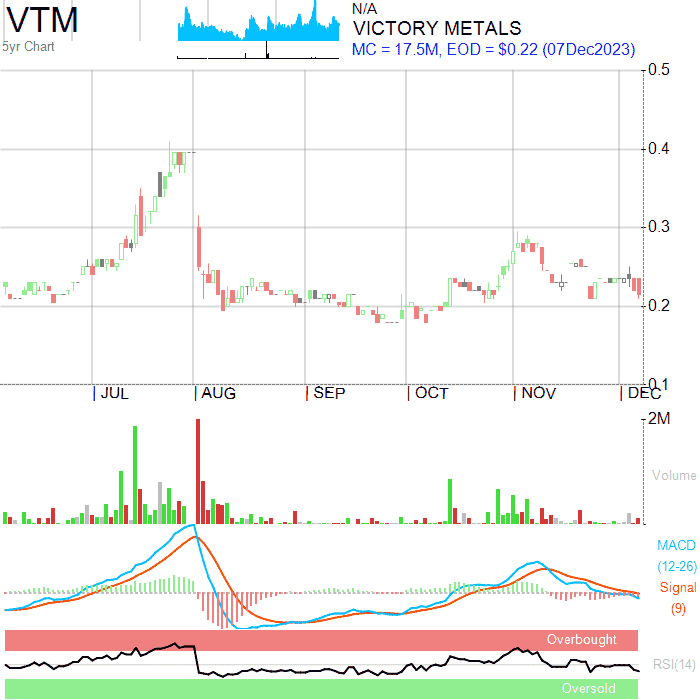 VTM
5yr Chart
N/A
VICTORY METALS
MC = 17.5M, EOD = $0.22 (07Dec2023)
0.5
0.4
0.3
0.2
0.1
JUL AUG SEP OCT NOV DEC
2M
Volume
MACD
(12-26)
Signal
(9)
Overbought
RSI(14)
Oversold